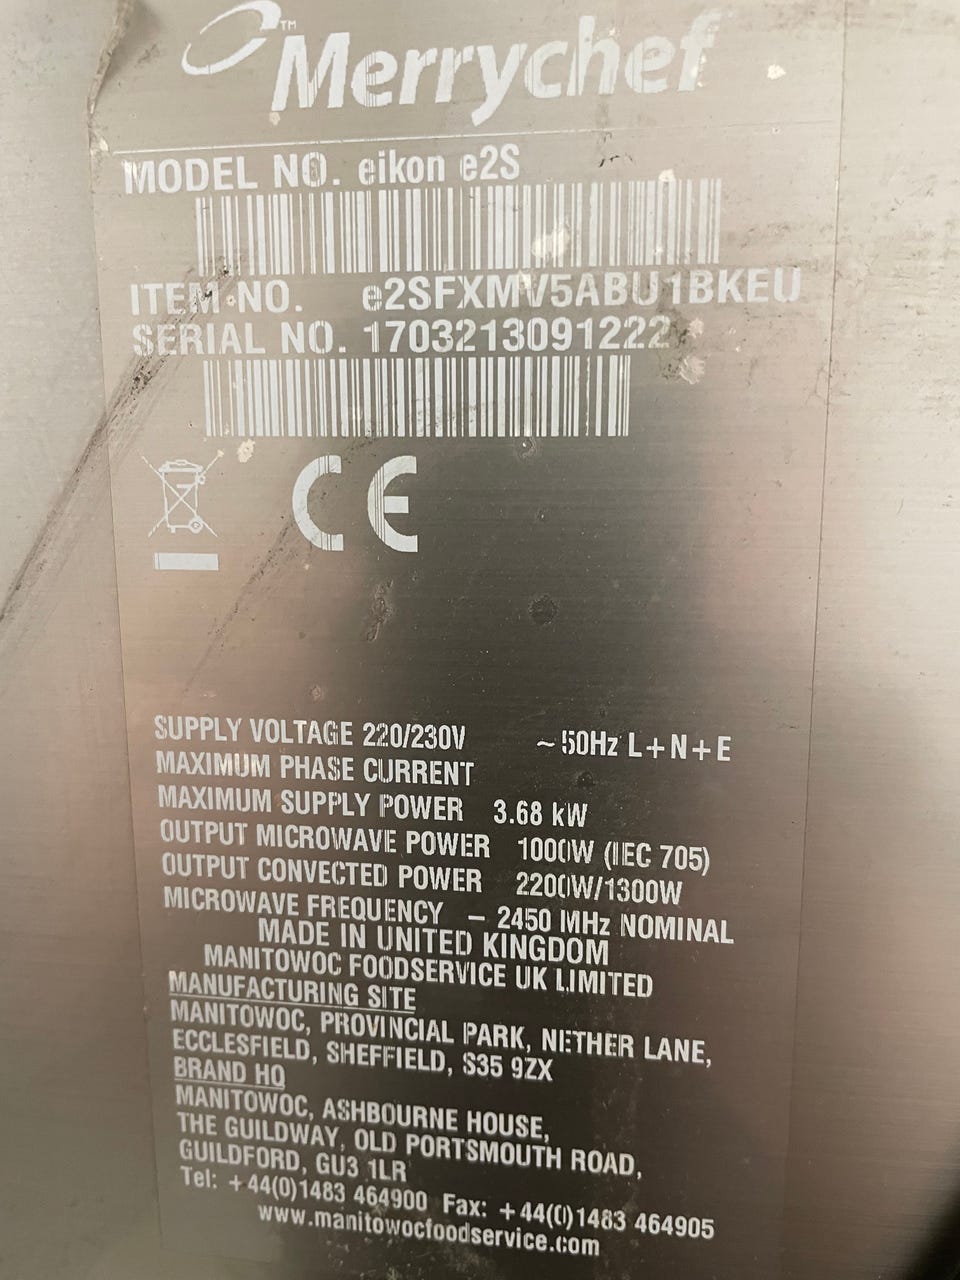 Merrychef™
MODEL NO. eikon e2S
ITEM NO. e2SFXMV5ABU1BKEU
SERIAL NO. 1703213091222
CE
SUPPLY VOLTAGE 220/230V ~ 50Hz L+N+E
MAXIMUM PHASE CURRENT
MAXIMUM SUPPLY POWER 3.68 kW
OUTPUT MICROWAVE POWER 1000W (IEC 705)
OUTPUT CONVECTED POWER 2200W/1300W
MICROWAVE FREQUENCY – 2450 MHz NOMINAL
MADE IN UNITED KINGDOM
MANITOWOC FOODSERVICE UK LIMITED
MANUFACTURING SITE
MANITOWOC, PROVINCIAL PARK, NETHER LANE,
ECCLESFIELD, SHEFFIELD, S35 9ZX
BRAND HQ
MANITOWOC, ASHBOURNE HOUSE,
THE GUILDWAY, OLD PORTSMOUTH ROAD,
GUILDFORD, GU3 1LR
Tel: +44(0)1483 464900 Fax: +44(0)1483 464905
www.manitowocfoodservice.com